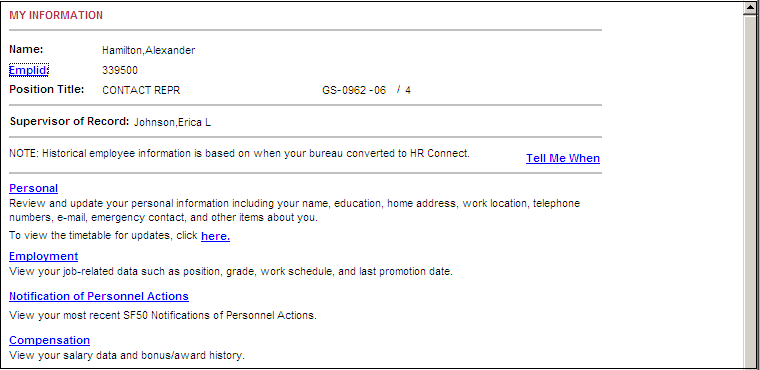 MY INFORMATION
Name: Hamilton,Alexander
Emplid: 339500
Position Title: CONTACT REPR GS-0962 -06 / 4
Supervisor of Record: Johnson,Erica L
NOTE: Historical employee information is based on when your bureau converted to HR Connect. Tell Me When
Personal
Review and update your personal information including your name, education, home address, work location, telephone
numbers, e-mail, emergency contact, and other items about you.
To view the timetable for updates, click here.
Employment
View your job-related data such as position, grade, work schedule, and last promotion date.
Notification of Personnel Actions
View your most recent SF50 Notifications of Personnel Actions.
Compensation
View your salary data and bonus/award history.